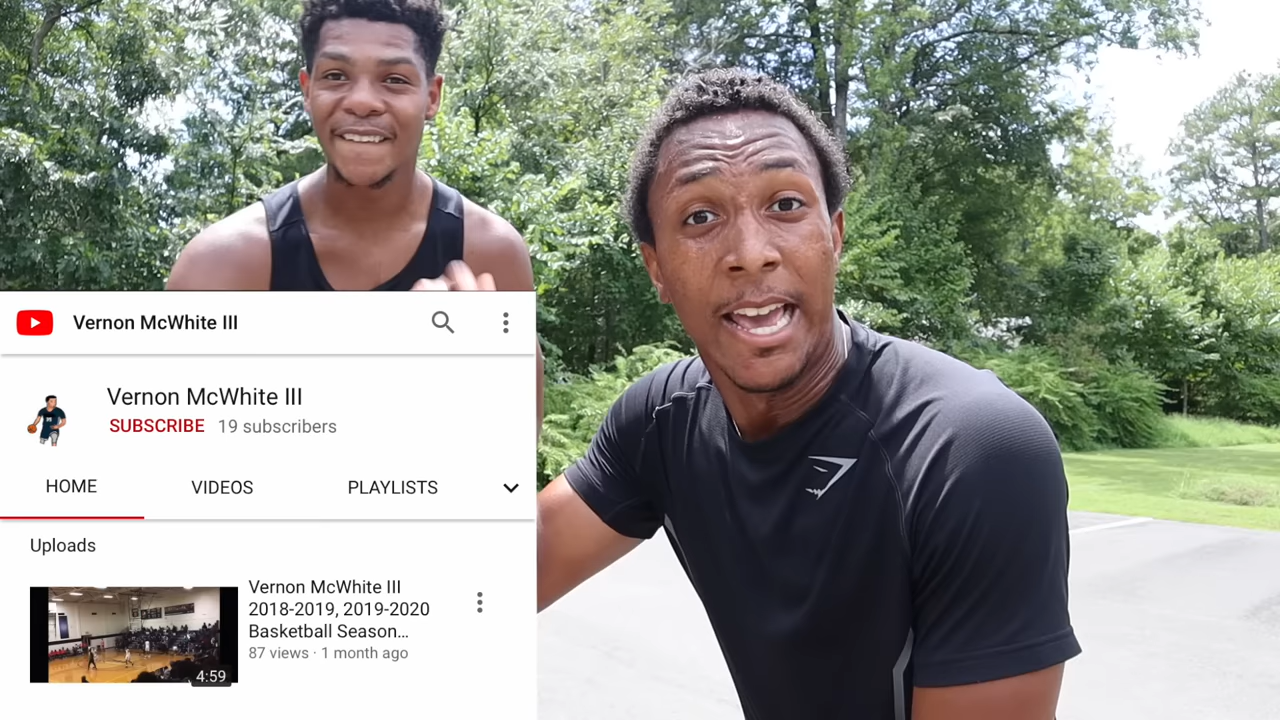 Vernon McWhite III
Vernon McWhite III
SUBSCRIBE 19 subscribers
HOME VIDEOS PLAYLISTS
Uploads
Vernon McWhite III
2018-2019, 2019-2020
Basketball Season...
87 views · 1 month ago
4:59